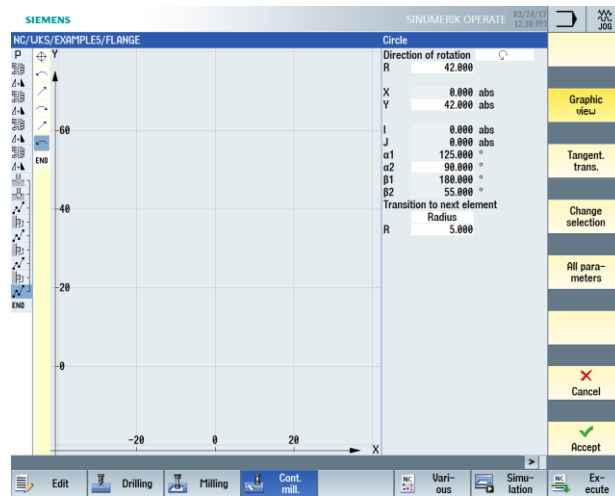 SIEMENS
SINUMERIK OPERATE 03/24/17 12:38 PM
JOG
NC/WKS/EXAMPLE5/FLANGE
Circle
P
Y
END
END
60
40
20
0
-20 0 20
X
Direction of rotation
R 42.000
X 0.000 abs
Y 42.000 abs
I 0.000 abs
J 0.000 abs
α1 125.000 °
α2 90.000 °
β1 180.000 °
β2 55.000 °
Transition to next element
Radius
R 5.000
Graphic
view
Tangent.
trans.
Change
selection
All para-
meters
Cancel
Accept
>
Edit
Drilling
Milling
Cont.
mill.
NC
Vari-
ous
Simu-
lation
NC
Ex-
ecute